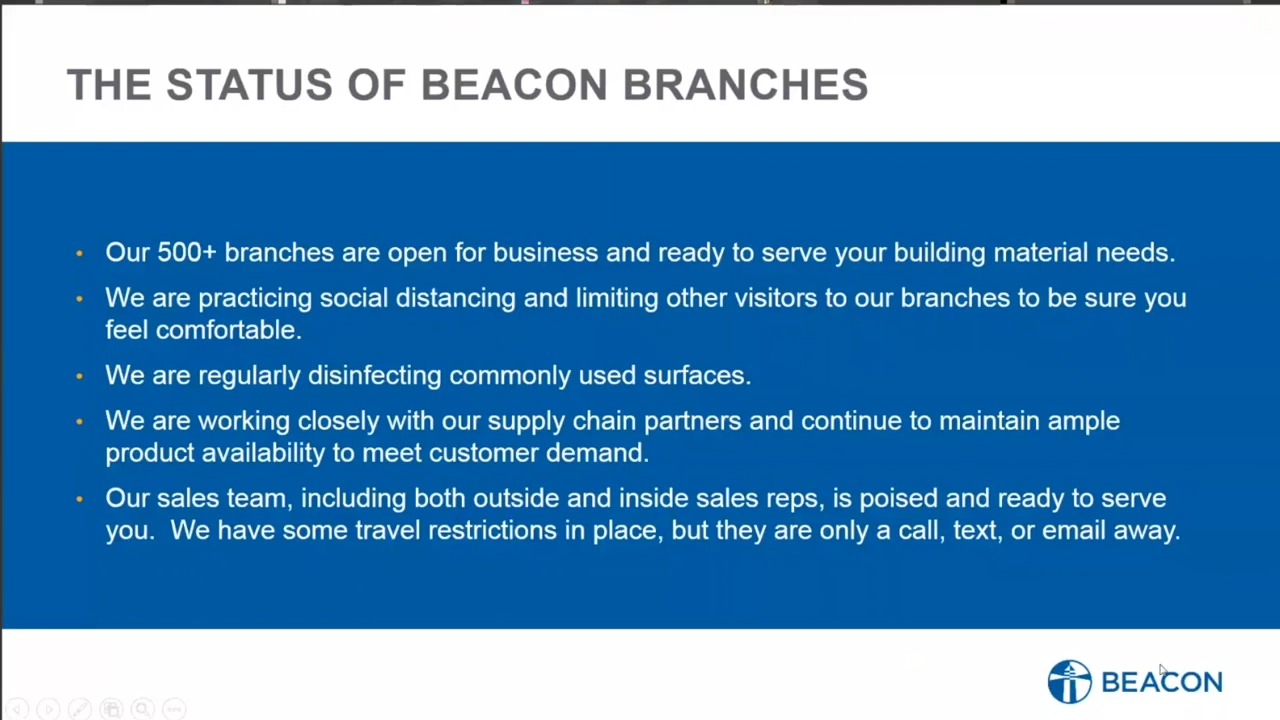 THE STATUS OF BEACON BRANCHES
• Our 500+ branches are open for business and ready to serve your building material needs.
• We are practicing social distancing and limiting other visitors to our branches to be sure you
feel comfortable.
• We are regularly disinfecting commonly used surfaces.
• We are working closely with our supply chain partners and continue to maintain ample
product availability to meet customer demand.
• Our sales team, including both outside and inside sales reps, is poised and ready to serve
you.  We have some travel restrictions in place, but they are only a call, text, or email away.
BEACON